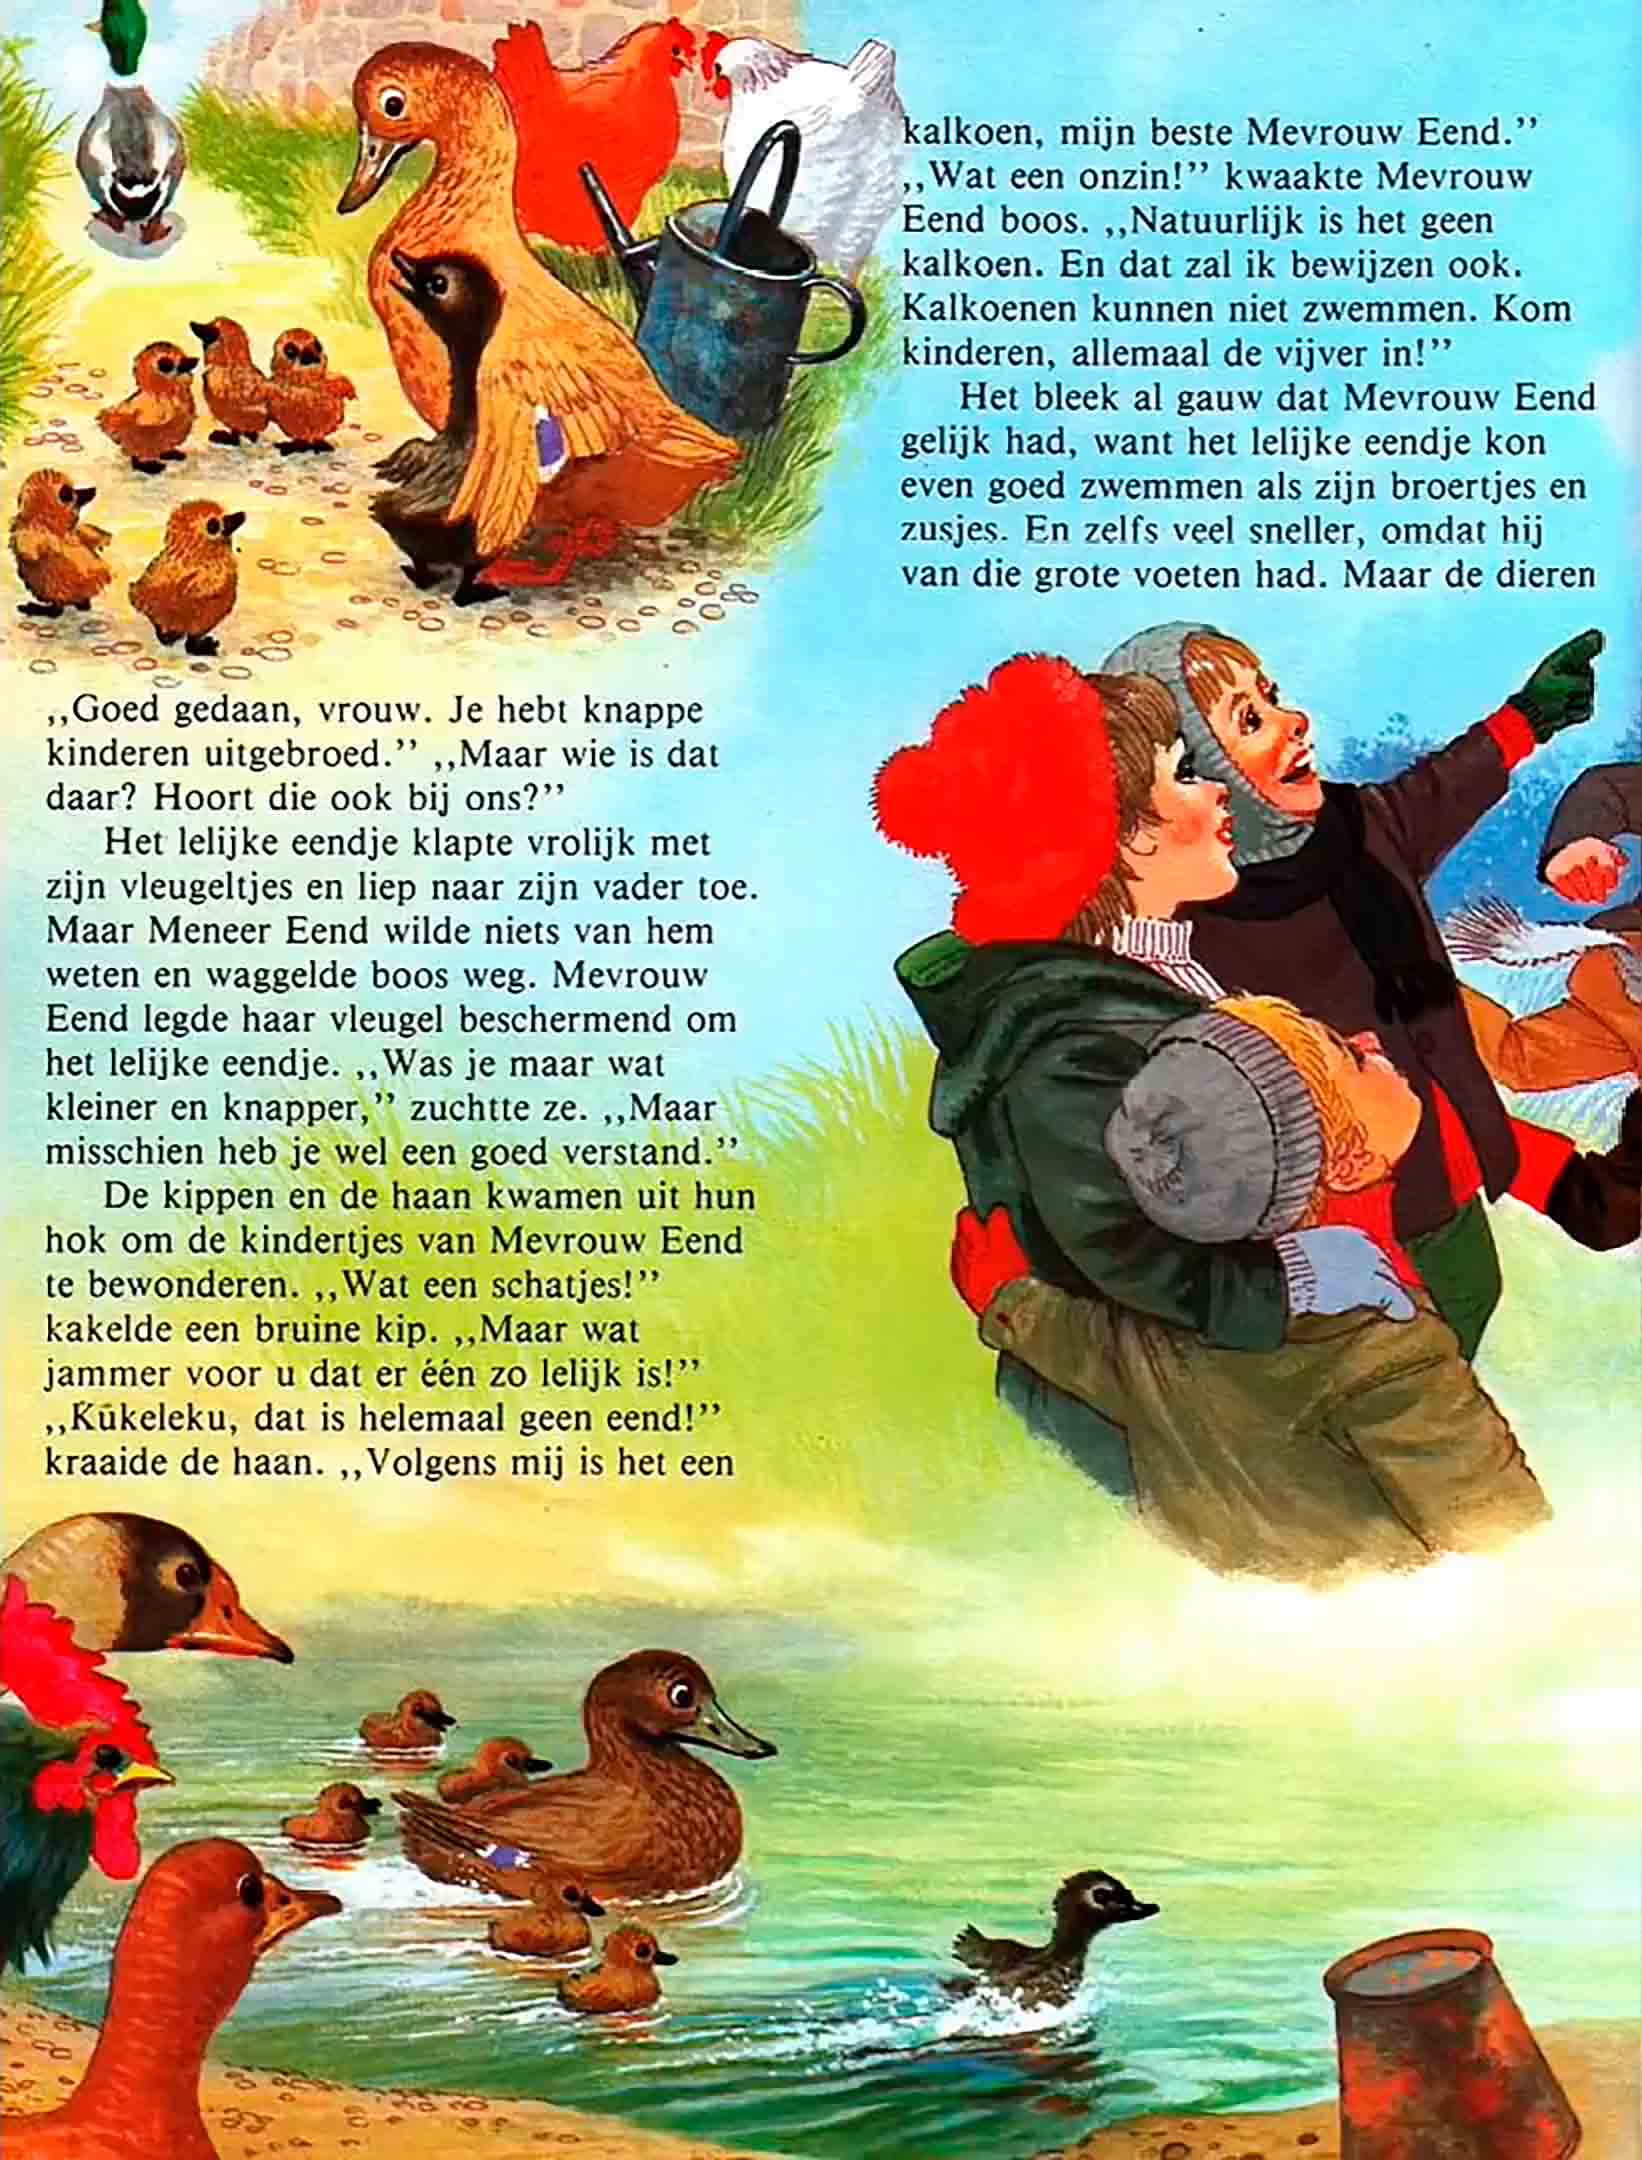 ,,Goed gedaan, vrouw. Je hebt knappe
kinderen uitgebroed.'' ,,Maar wie is dat
daar? Hoort die ook bij ons?''
Het lelijke eendje klapte vrolijk met
zijn vleugeltjes en liep naar zijn vader toe.
Maar Meneer Eend wilde niets van hem
weten en waggelde boos weg. Mevrouw
Eend legde haar vleugel beschermend om
het lelijke eendje. ,,Was je maar wat
kleiner en knapper,'' zuchtte ze. ,,Maar
misschien heb je wel een goed verstand.''
De kippen en de haan kwamen uit hun
hok om de kindertjes van Mevrouw Eend
te bewonderen. ,,Wat een schatjes!''
kakelde een bruine kip. ,,Maar wat
jammer voor u dat er één zo lelijk is!''
,,Kukeleku, dat is helemaal geen eend!''
kraaide de haan. ,,Volgens mij is het een
kalkoen, mijn beste Mevrouw Eend.''
,,Wat een onzin!'' kwaakte Mevrouw
Eend boos. ,,Natuurlijk is het geen
kalkoen. En dat zal ik bewijzen ook.
Kalkoenen kunnen niet zwemmen. Kom
kinderen, allemaal de vijver in!''
Het bleek al gauw dat Mevrouw Eend
gelijk had, want het lelijke eendje kon
even goed zwemmen als zijn broertjes en
zusjes. En zelfs veel sneller, omdat hij
van die grote voeten had. Maar de dieren